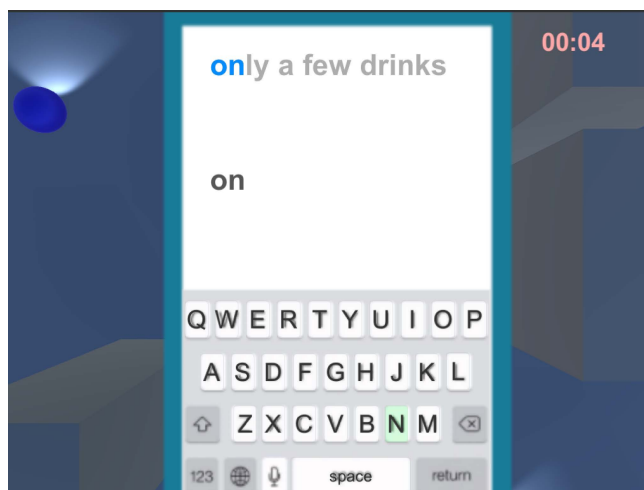 00:04
only a few drinks
on
Q W E R T Y U I O P
A S D F G H J K L
Z X C V B N M
123 space return